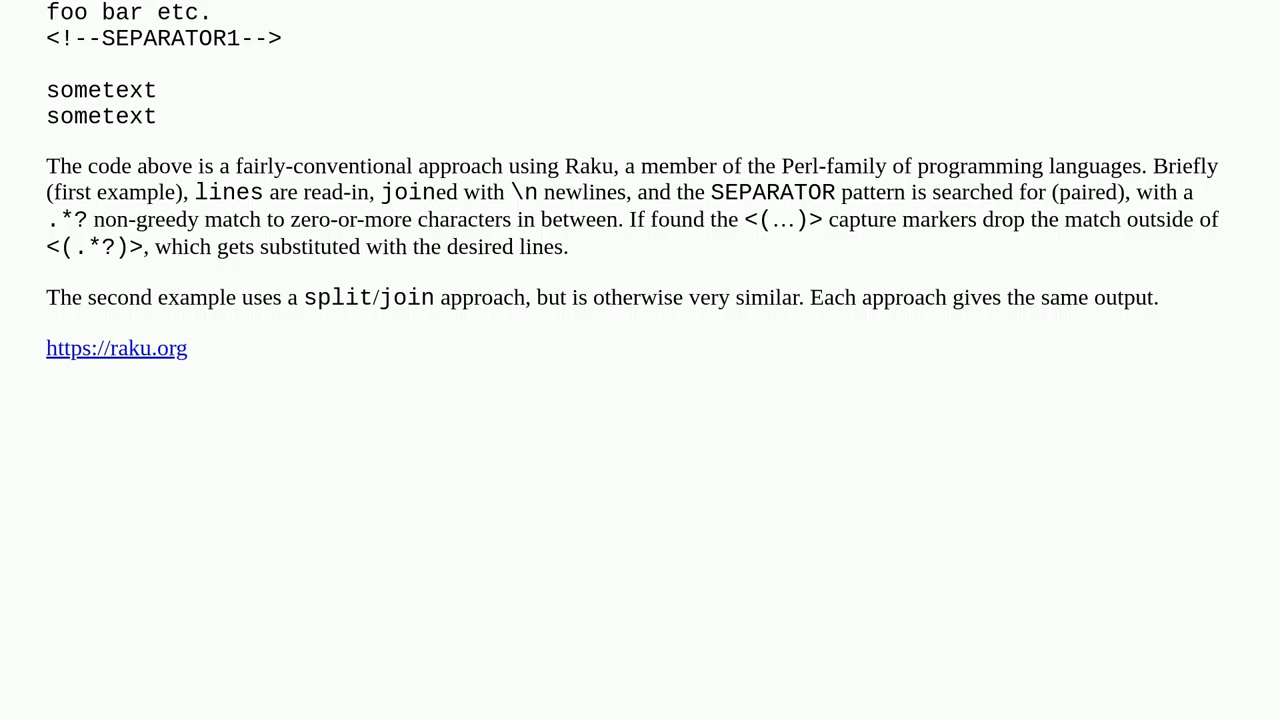 foo bar etc.
<!--SEPARATOR1-->
sometext
sometext
The code above is a fairly-conventional approach using Raku, a member of the Perl-family of programming languages. Briefly
(first example), lines are read-in, joined with \n newlines, and the SEPARATOR pattern is searched for (paired), with a
.*? non-greedy match to zero-or-more characters in between. If found the <(…)> capture markers drop the match outside of
<(.*?)>, which gets substituted with the desired lines.
The second example uses a split/join approach, but is otherwise very similar. Each approach gives the same output.
https://raku.org